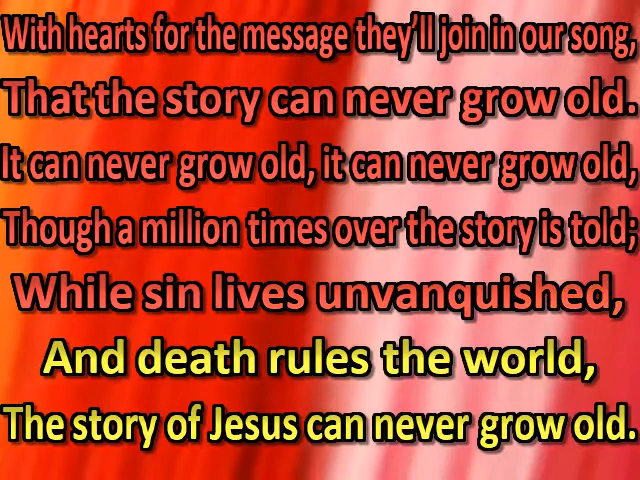 With hearts for the message they'll join in our song,
That the story can never grow old.
It can never grow old, it can never grow old,
Though a million times over the story is told;
While sin lives unvanquished,
And death rules the world,
The story of Jesus can never grow old.